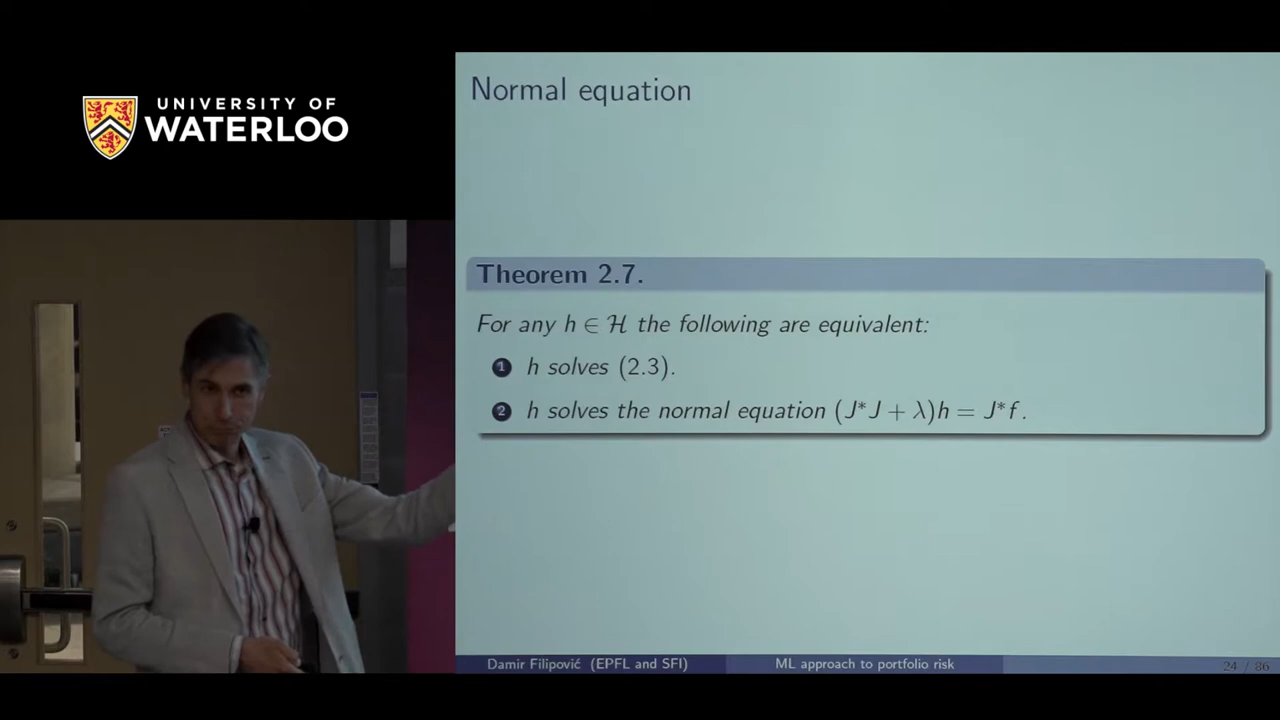 UNIVERSITY OF
WATERLOO
Normal equation
Theorem 2.7.
For any h ∈ ℋ the following are equivalent:
1 h solves (2.3).
2 h solves the normal equation (J*J + λ)h = J*f.
Damir Filipović (EPFL and SFI) ML approach to portfolio risk 24 / 86